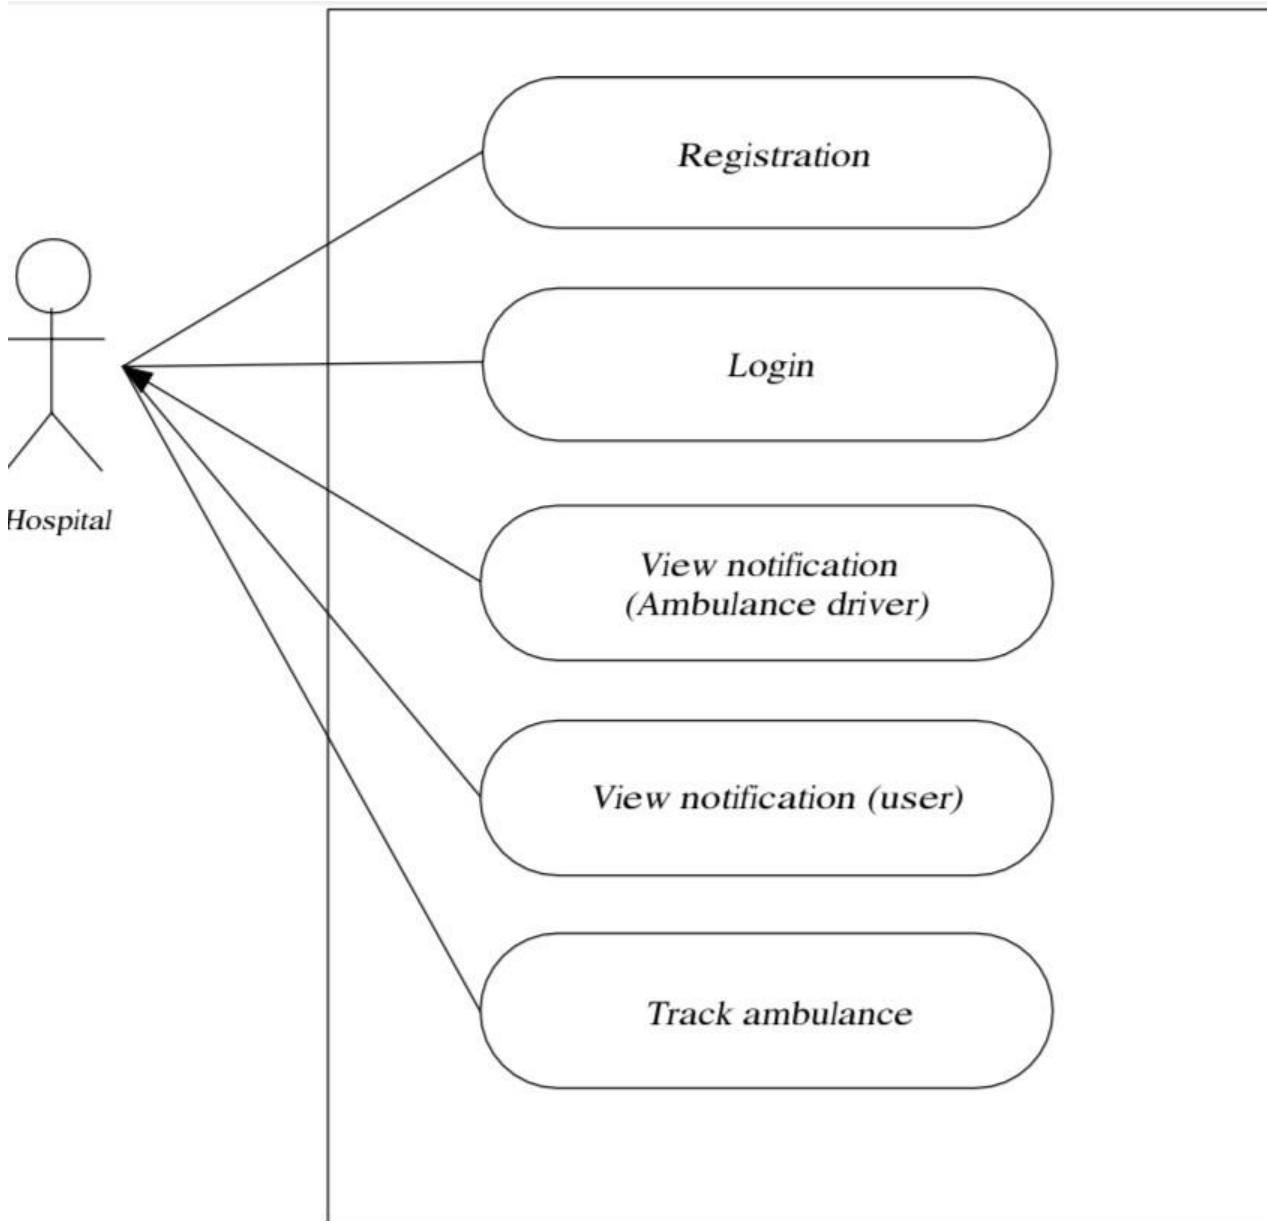 Registration
Login
Hospital
View notification
(Ambulance driver)
View notification (user)
Track ambulance